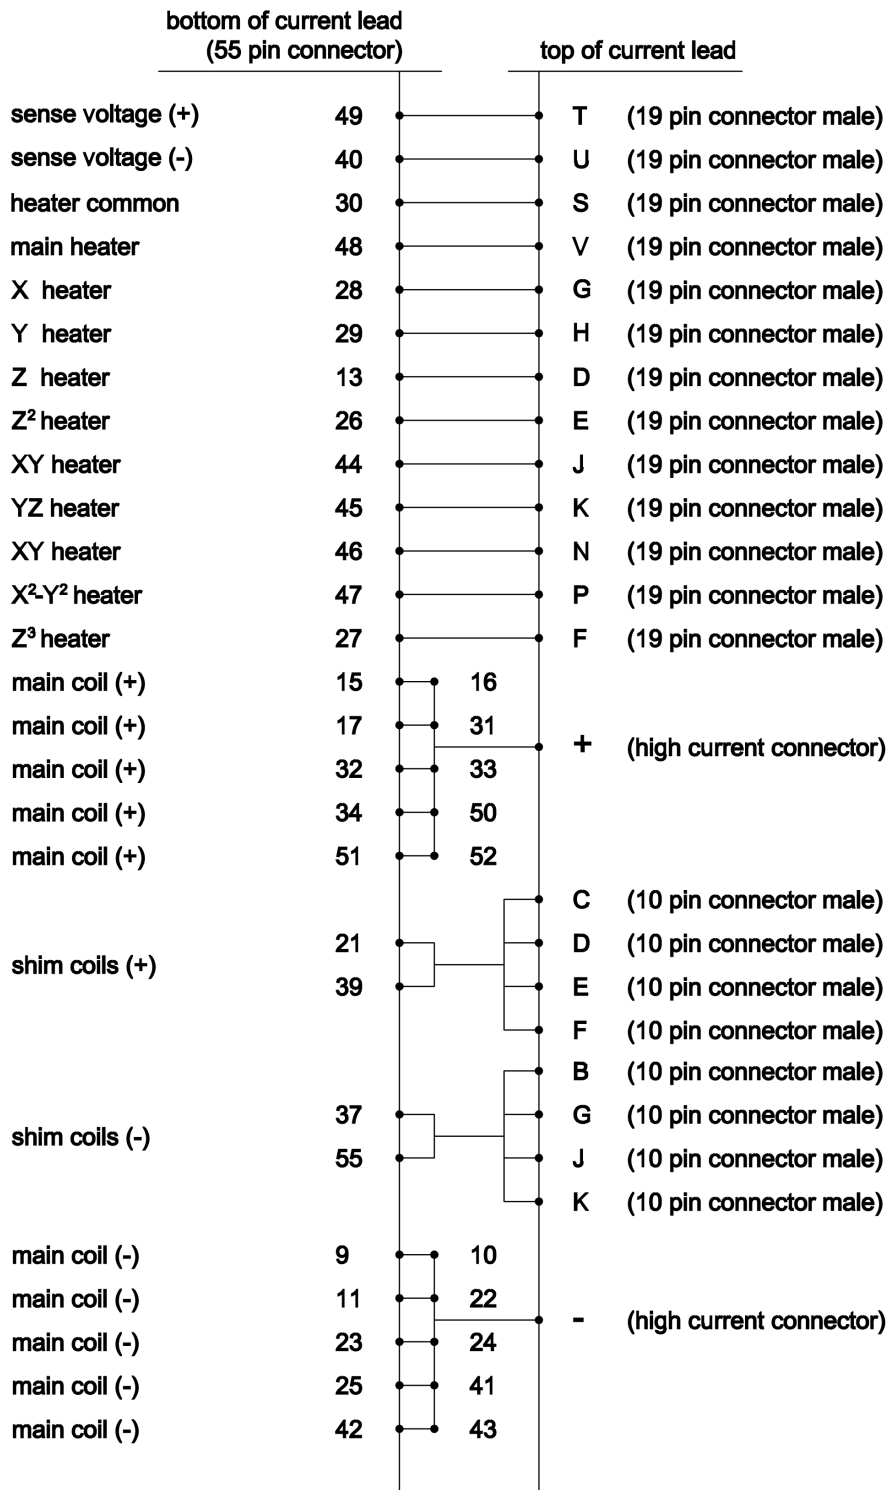 bottom of current lead
(55 pin connector) top of current lead
sense voltage (+) 49 T (19 pin connector male)
sense voltage (-) 40 U (19 pin connector male)
heater common 30 S (19 pin connector male)
main heater 48 V (19 pin connector male)
X heater 28 G (19 pin connector male)
Y heater 29 H (19 pin connector male)
Z heater 13 D (19 pin connector male)
Z² heater 26 E (19 pin connector male)
XY heater 44 J (19 pin connector male)
YZ heater 45 K (19 pin connector male)
XY heater 46 N (19 pin connector male)
X²-Y² heater 47 P (19 pin connector male)
Z³ heater 27 F (19 pin connector male)
main coil (+) 15 16
main coil (+) 17 31
+ (high current connector)
main coil (+) 32 33
main coil (+) 34 50
main coil (+) 51 52
C (10 pin connector male)
21 D (10 pin connector male)
shim coils (+)
39 E (10 pin connector male)
F (10 pin connector male)
B (10 pin connector male)
37 G (10 pin connector male)
shim coils (-)
55 J (10 pin connector male)
K (10 pin connector male)
main coil (-) 9 10
main coil (-) 11 22
- (high current connector)
main coil (-) 23 24
main coil (-) 25 41
main coil (-) 42 43